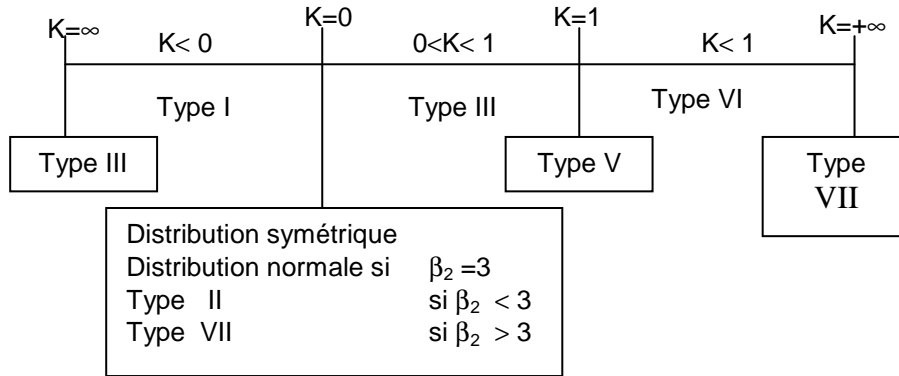 K=∞ K< 0 K=0 0<K< 1 K=1 K< 1 K=+∞
Type I Type III Type VI
Type III Type V Type
VII
Distribution symétrique
Distribution normale si β₂ =3
Type II si β₂ < 3
Type VII si β₂ > 3